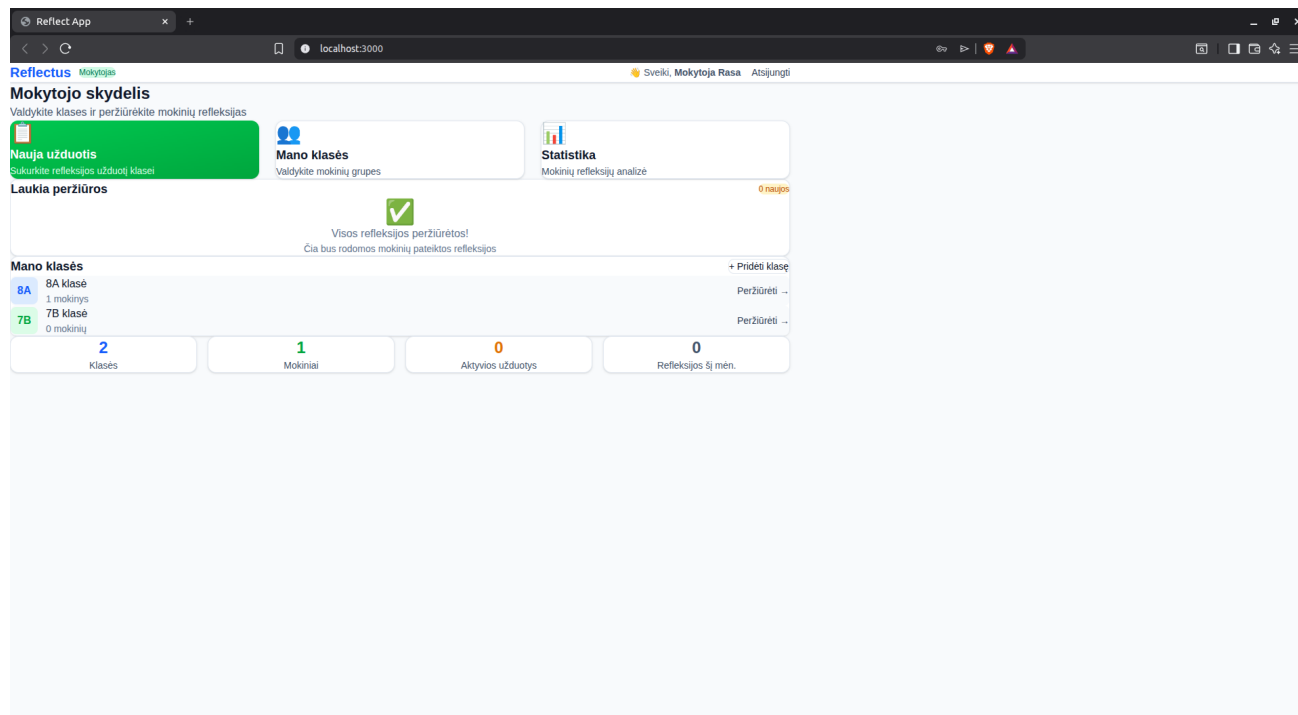 Reflect App
localhost:3000
Reflectus Mokytojas
👋 Sveiki, Mokytoja Rasa Atsijungti
Mokytojo skydelis
Valdykite klases ir peržiūrėkite mokinių refleksijas
Nauja užduotis
Sukurkite refleksijos užduotį klasei
Mano klasės
Valdykite mokinių grupes
Statistika
Mokinių refleksijų analizė
Laukia peržiūros
0 naujos
Visos refleksijos peržiūrėtos!
Čia bus rodomos mokinių pateiktos refleksijos
Mano klasės
+ Pridėti klasę
8A
8A klasė
1 mokinys
Peržiūrėti →
7B
7B klasė
0 mokinių
Peržiūrėti →
2
Klasės
1
Mokiniai
0
Aktyvios užduotys
0
Refleksijos šį mėn.